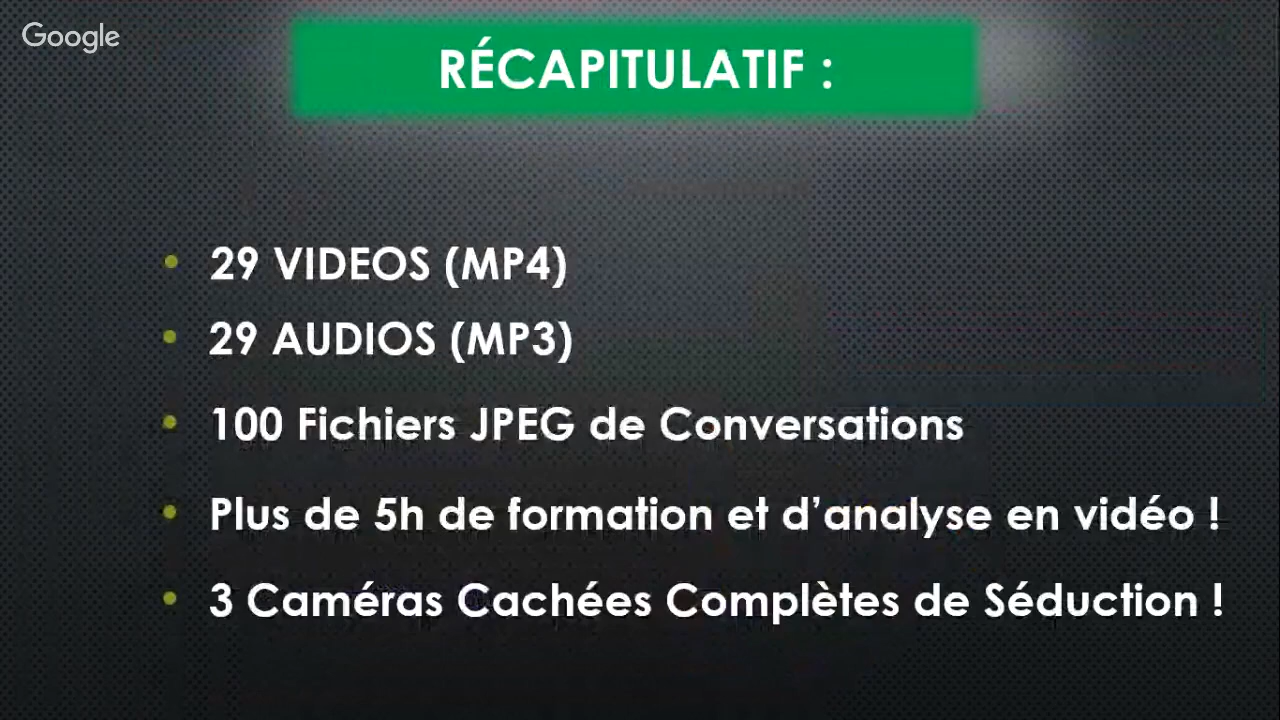 Google
RÉCAPITULATIF :
• 29 VIDEOS (MP4)
• 29 AUDIOS (MP3)
• 100 Fichiers JPEG de Conversations
• Plus de 5h de formation et d’analyse en vidéo !
• 3 Caméras Cachées Complètes de Séduction !